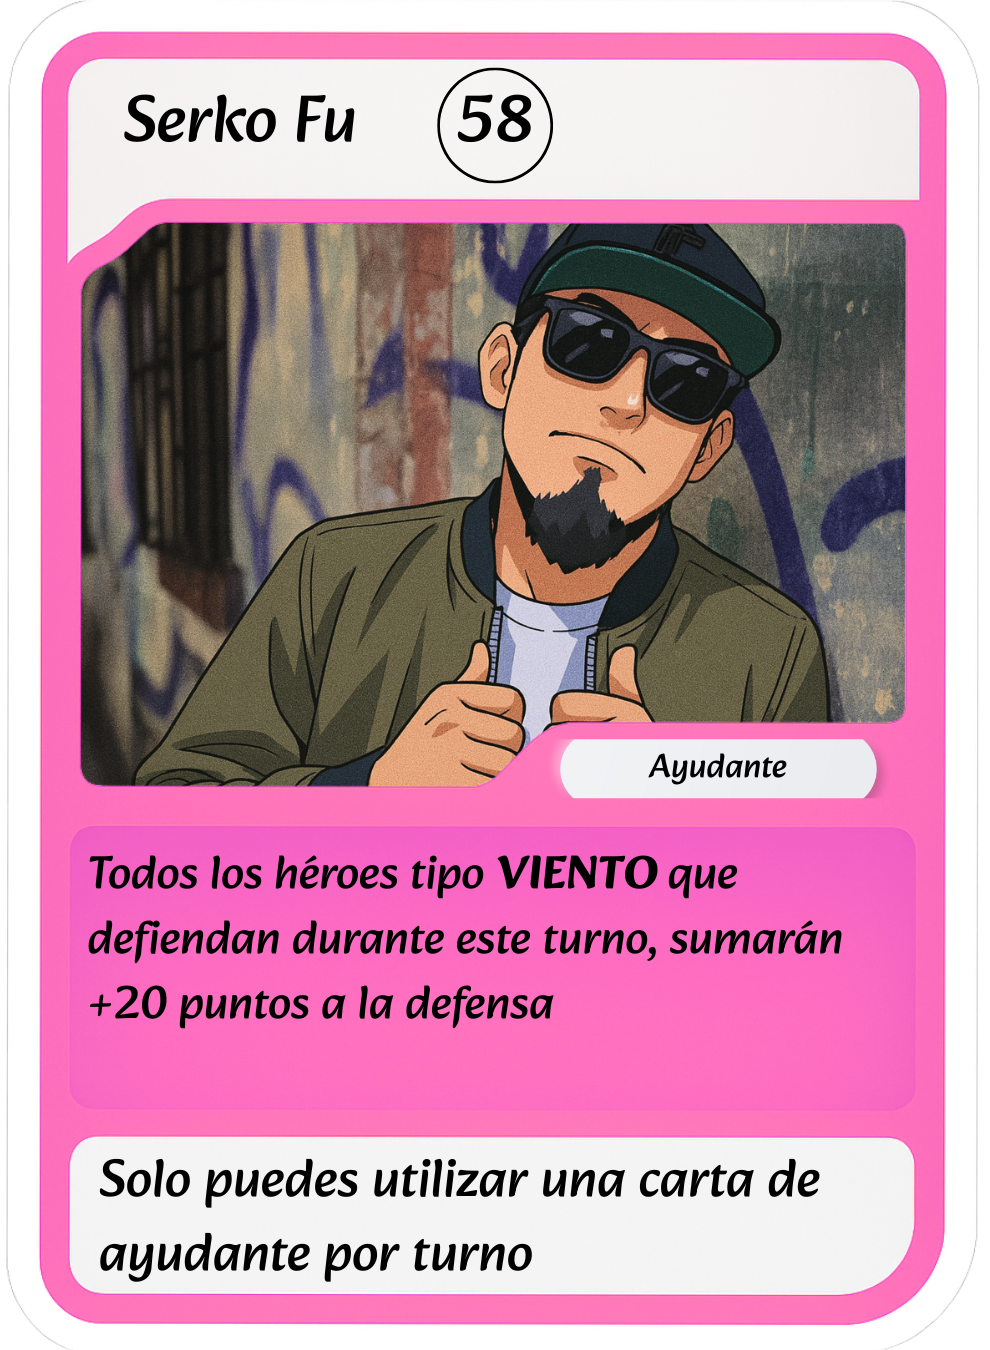 Serko Fu 58
Ayudante
Todos los héroes tipo VIENTO que
defiendan durante este turno, sumarán
+20 puntos a la defensa
Solo puedes utilizar una carta de
ayudante por turno